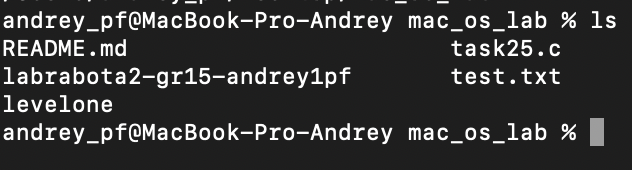 andrey_pf@MacBook-Pro-Andrey mac_os_lab % ls
README.md task25.c
labrabota2-gr15-andrey1pf test.txt
levelone
andrey_pf@MacBook-Pro-Andrey mac_os_lab %